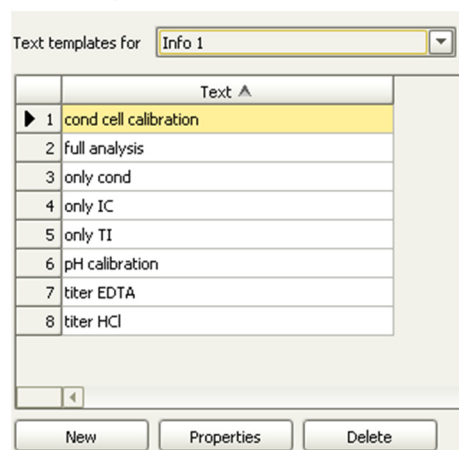 Text templates for Info 1
Text
1 cond cell calibration
2 full analysis
3 only cond
4 only IC
5 only TI
6 pH calibration
7 titer EDTA
8 titer HCl
New Properties Delete